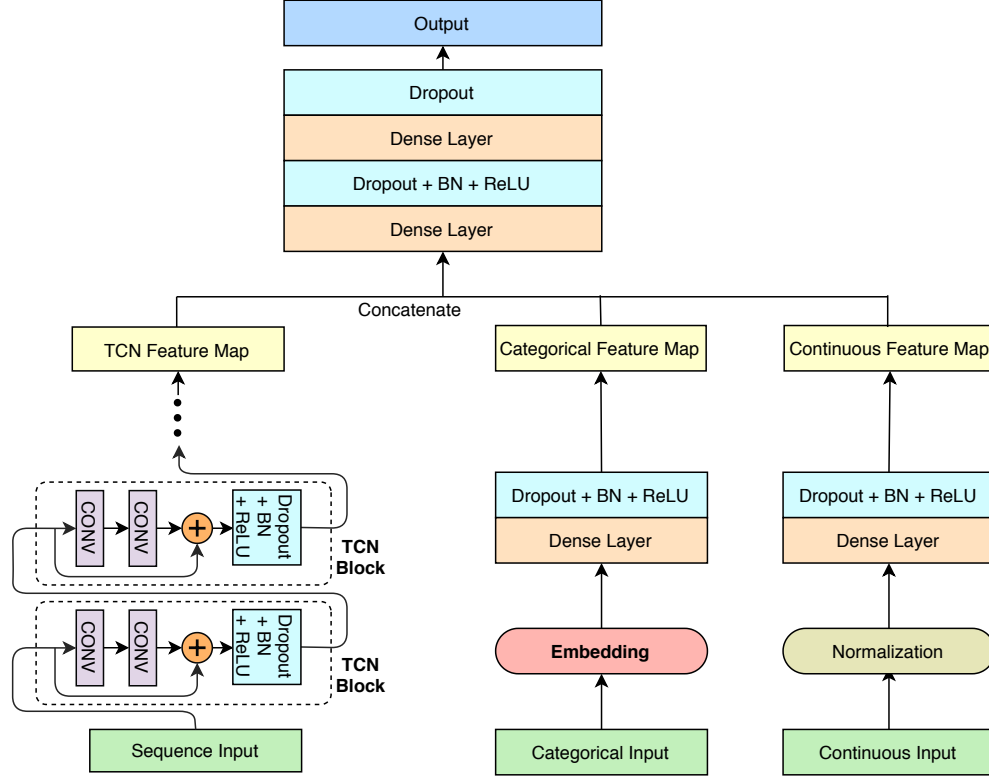 Output
Dropout
Dense Layer
Dropout + BN + ReLU
Dense Layer
Concatenate
TCN Feature Map
Categorical Feature Map
Continuous Feature Map
CONV
CONV
+
Dropout
+ BN
+ ReLU
TCN
Block
Dropout + BN + ReLU
Dense Layer
Dropout + BN + ReLU
Dense Layer
CONV
CONV
+
Dropout
+ BN
+ ReLU
TCN
Block
Embedding
Normalization
Sequence Input
Categorical Input
Continuous Input